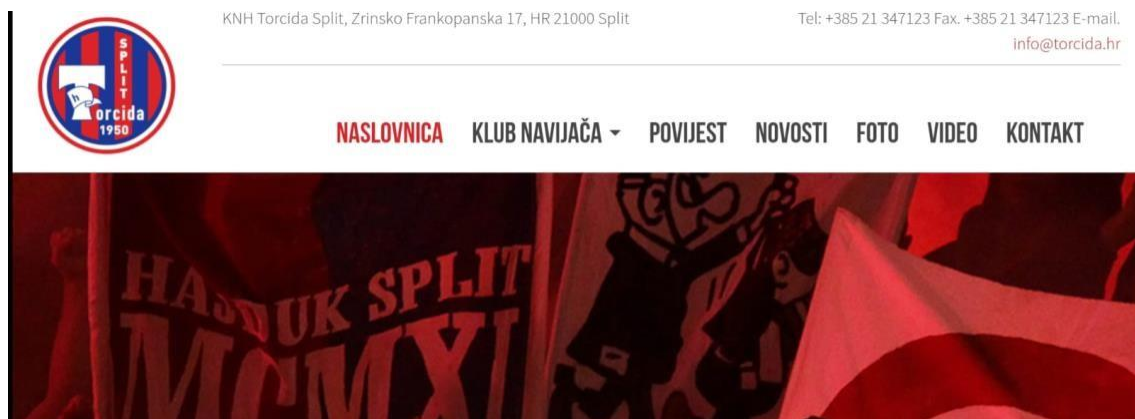 SPLIT
Torcida
1950
KNH Torcida Split, Zrinsko Frankopanska 17, HR 21000 Split
Tel: +385 21 347123 Fax. +385 21 347123 E-mail.
info@torcida.hr
NASLOVNICA KLUB NAVIJAČA POVIJEST NOVOSTI FOTO VIDEO KONTAKT
HAJDUK SPLIT
MCMXI